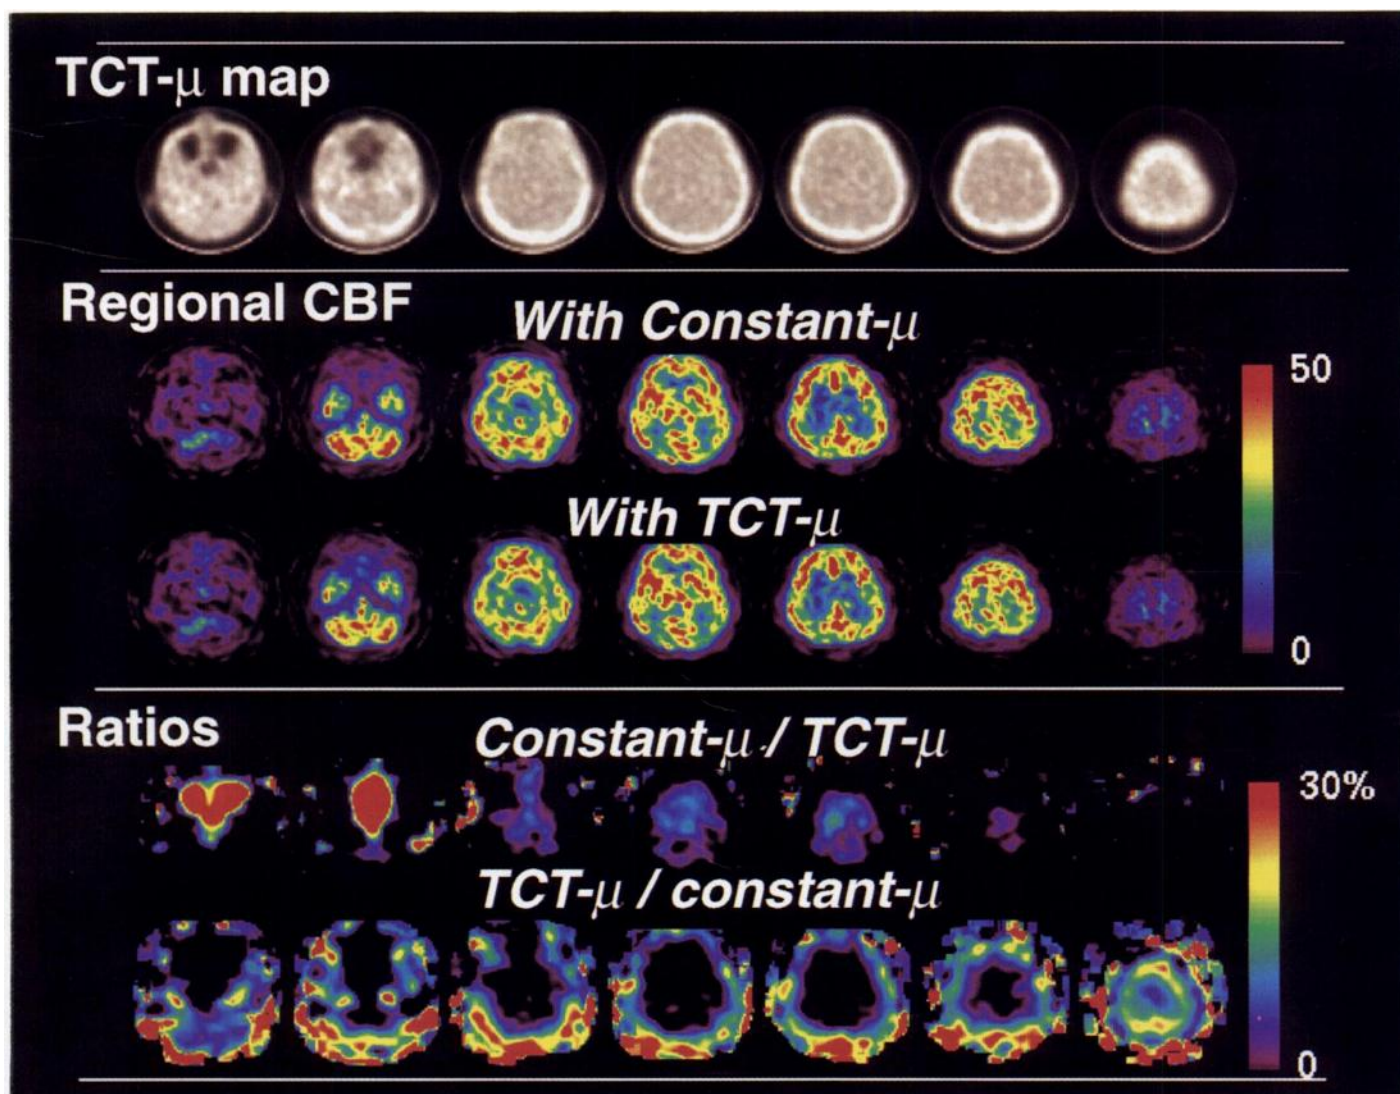 TCT-μ map
Regional CBF
With Constant-μ
50
With TCT-μ
0
Ratios
Constant-μ / TCT-μ
30%
TCT-μ / constant-μ
0